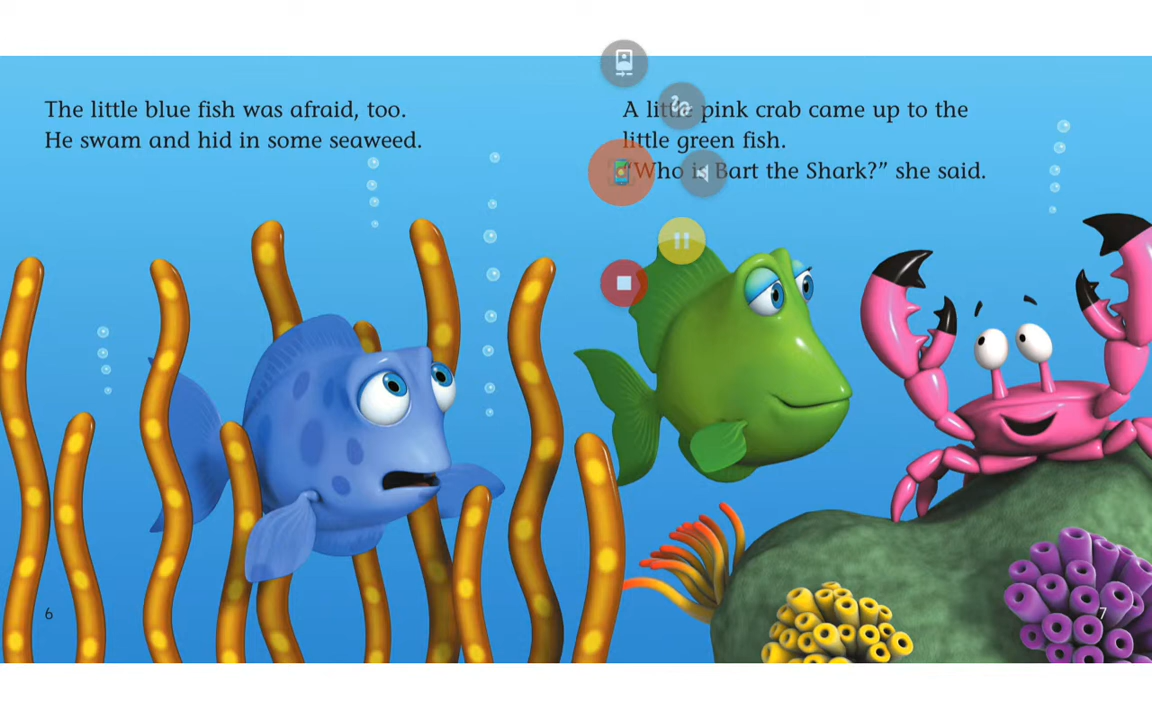 The little blue fish was afraid, too.
He swam and hid in some seaweed.
6
A little pink crab came up to the
little green fish.
"Who is Bart the Shark?" she said.
7